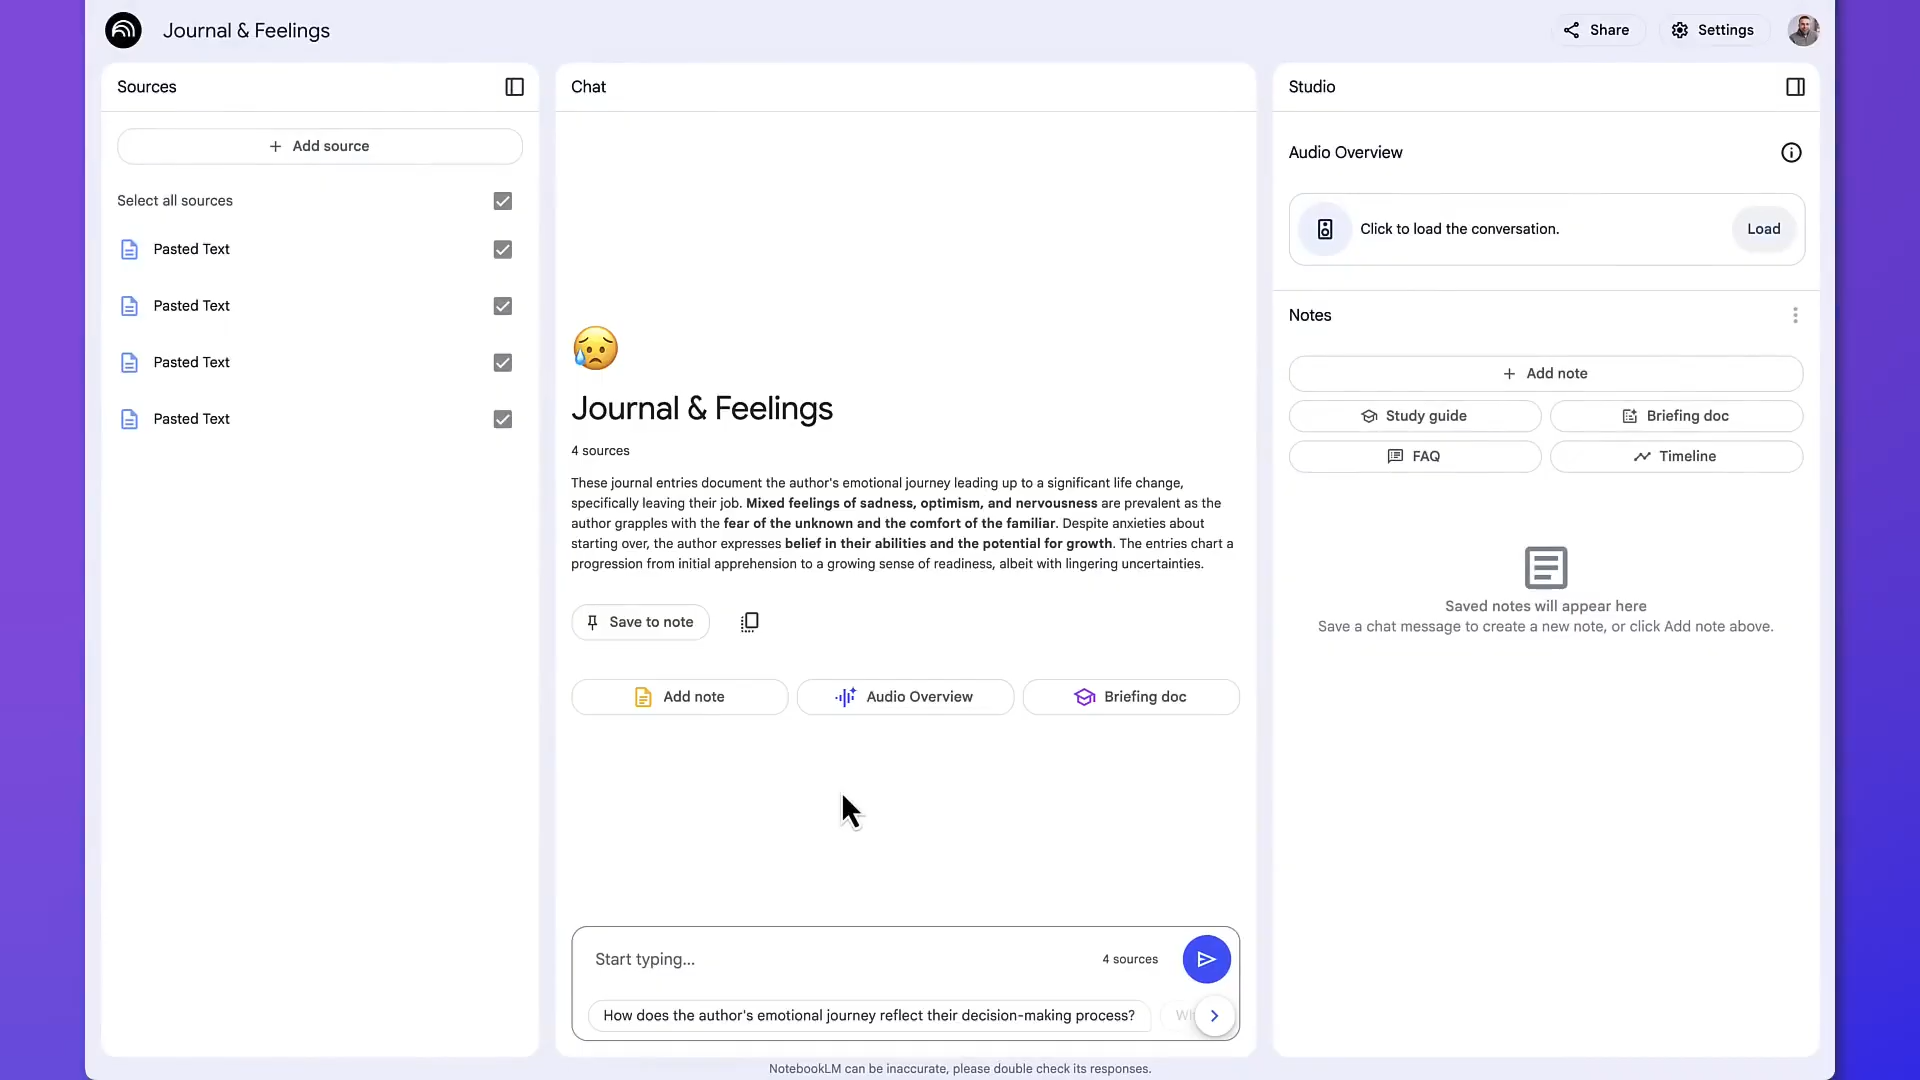 Journal & Feelings
Share
Settings
Sources
Add source
Select all sources
Pasted Text
Pasted Text
Pasted Text
Pasted Text
Chat
Journal & Feelings
4 sources
These journal entries document the author's emotional journey leading up to a significant life change,
specifically leaving their job. Mixed feelings of sadness, optimism, and nervousness are prevalent as the
author grapples with the fear of the unknown and the comfort of the familiar. Despite anxieties about
starting over, the author expresses belief in their abilities and the potential for growth. The entries chart a
progression from initial apprehension to a growing sense of readiness, albeit with lingering uncertainties.
Save to note
Add note
Audio Overview
Briefing doc
Start typing...
4 sources
How does the author's emotional journey reflect their decision-making process?
NotebookLM can be inaccurate, please double check its responses.
Studio
Audio Overview
Click to load the conversation.
Load
Notes
Add note
Study guide
Briefing doc
FAQ
Timeline
Saved notes will appear here
Save a chat message to create a new note, or click Add note above.